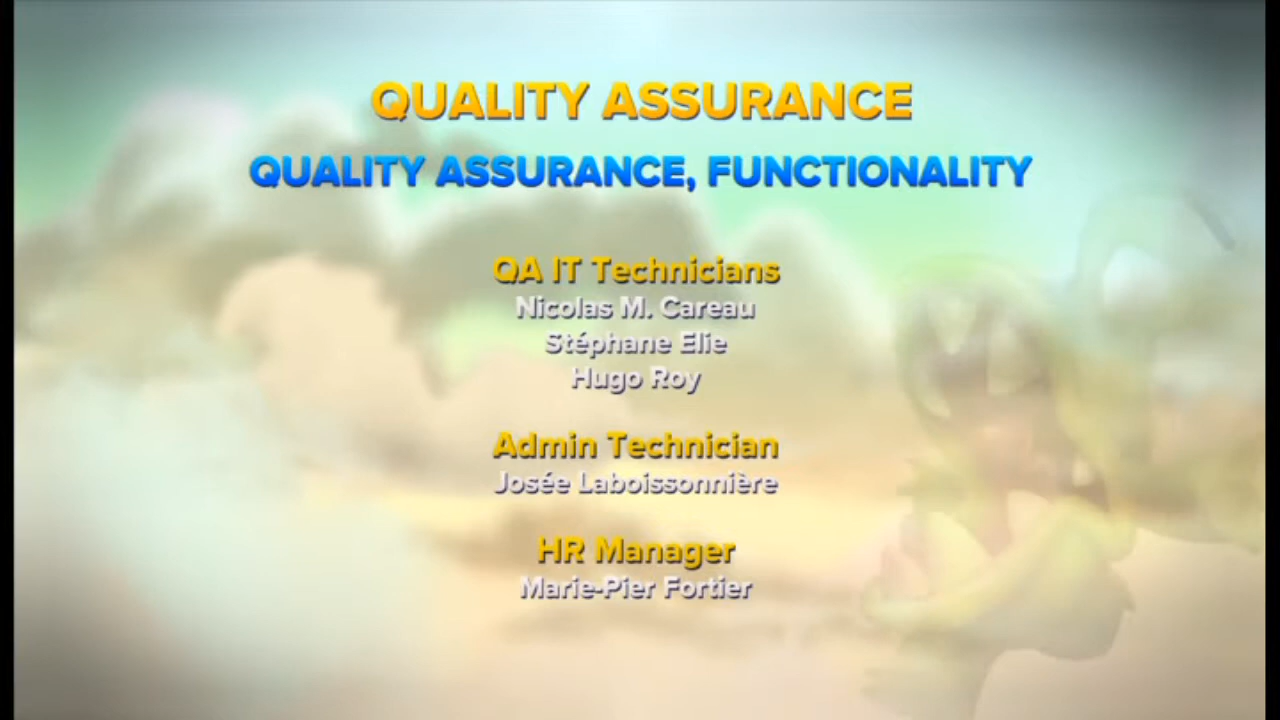 QUALITY ASSURANCE
QUALITY ASSURANCE, FUNCTIONALITY
QA IT Technicians
Nicolas M. Careau
Stéphane Elie
Hugo Roy
Admin Technician
Josée Laboissonnière
HR Manager
Marie-Pier Fortier